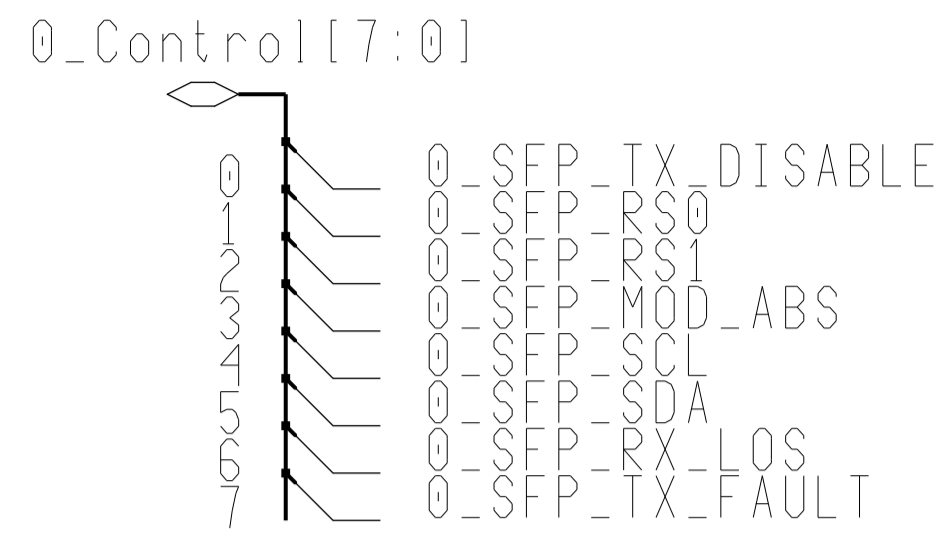 0_Control[7:0]
0 0_SFP_TX_DISABLE
1 0_SFP_RS0
2 0_SFP_RS1
3 0_SFP_MOD_ABS
4 0_SFP_SCL
5 0_SFP_SDA
6 0_SFP_RX_LOS
7 0_SFP_TX_FAULT